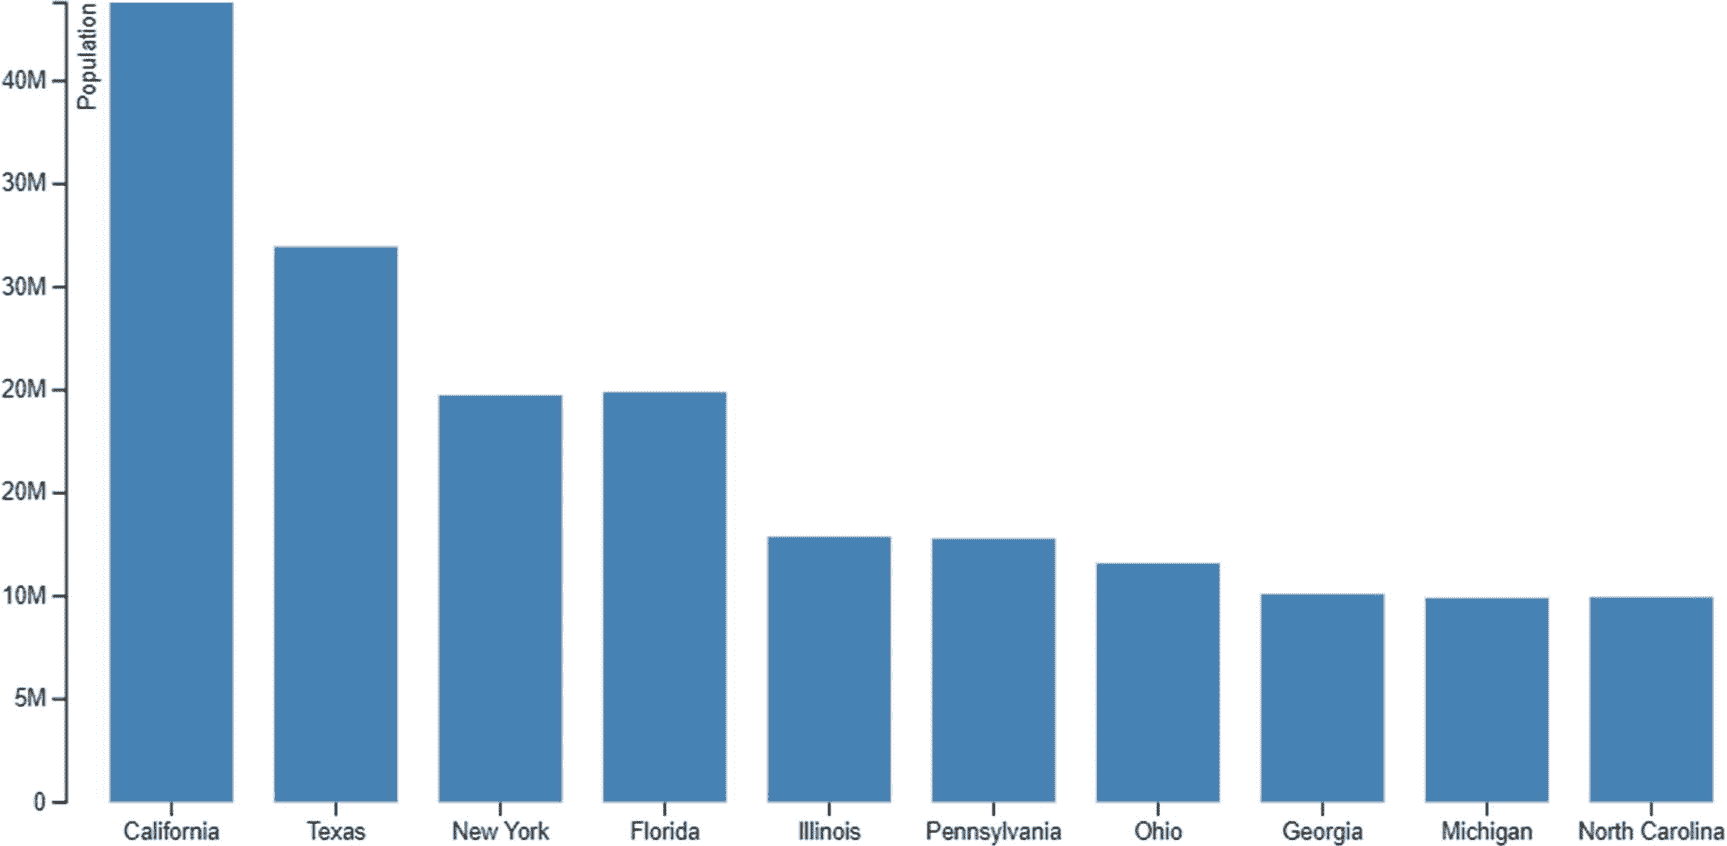 Population
40M
30M
30M
20M
20M
10M
5M
0
California Texas New York Florida Illinois Pennsylvania Ohio Georgia Michigan North Carolina